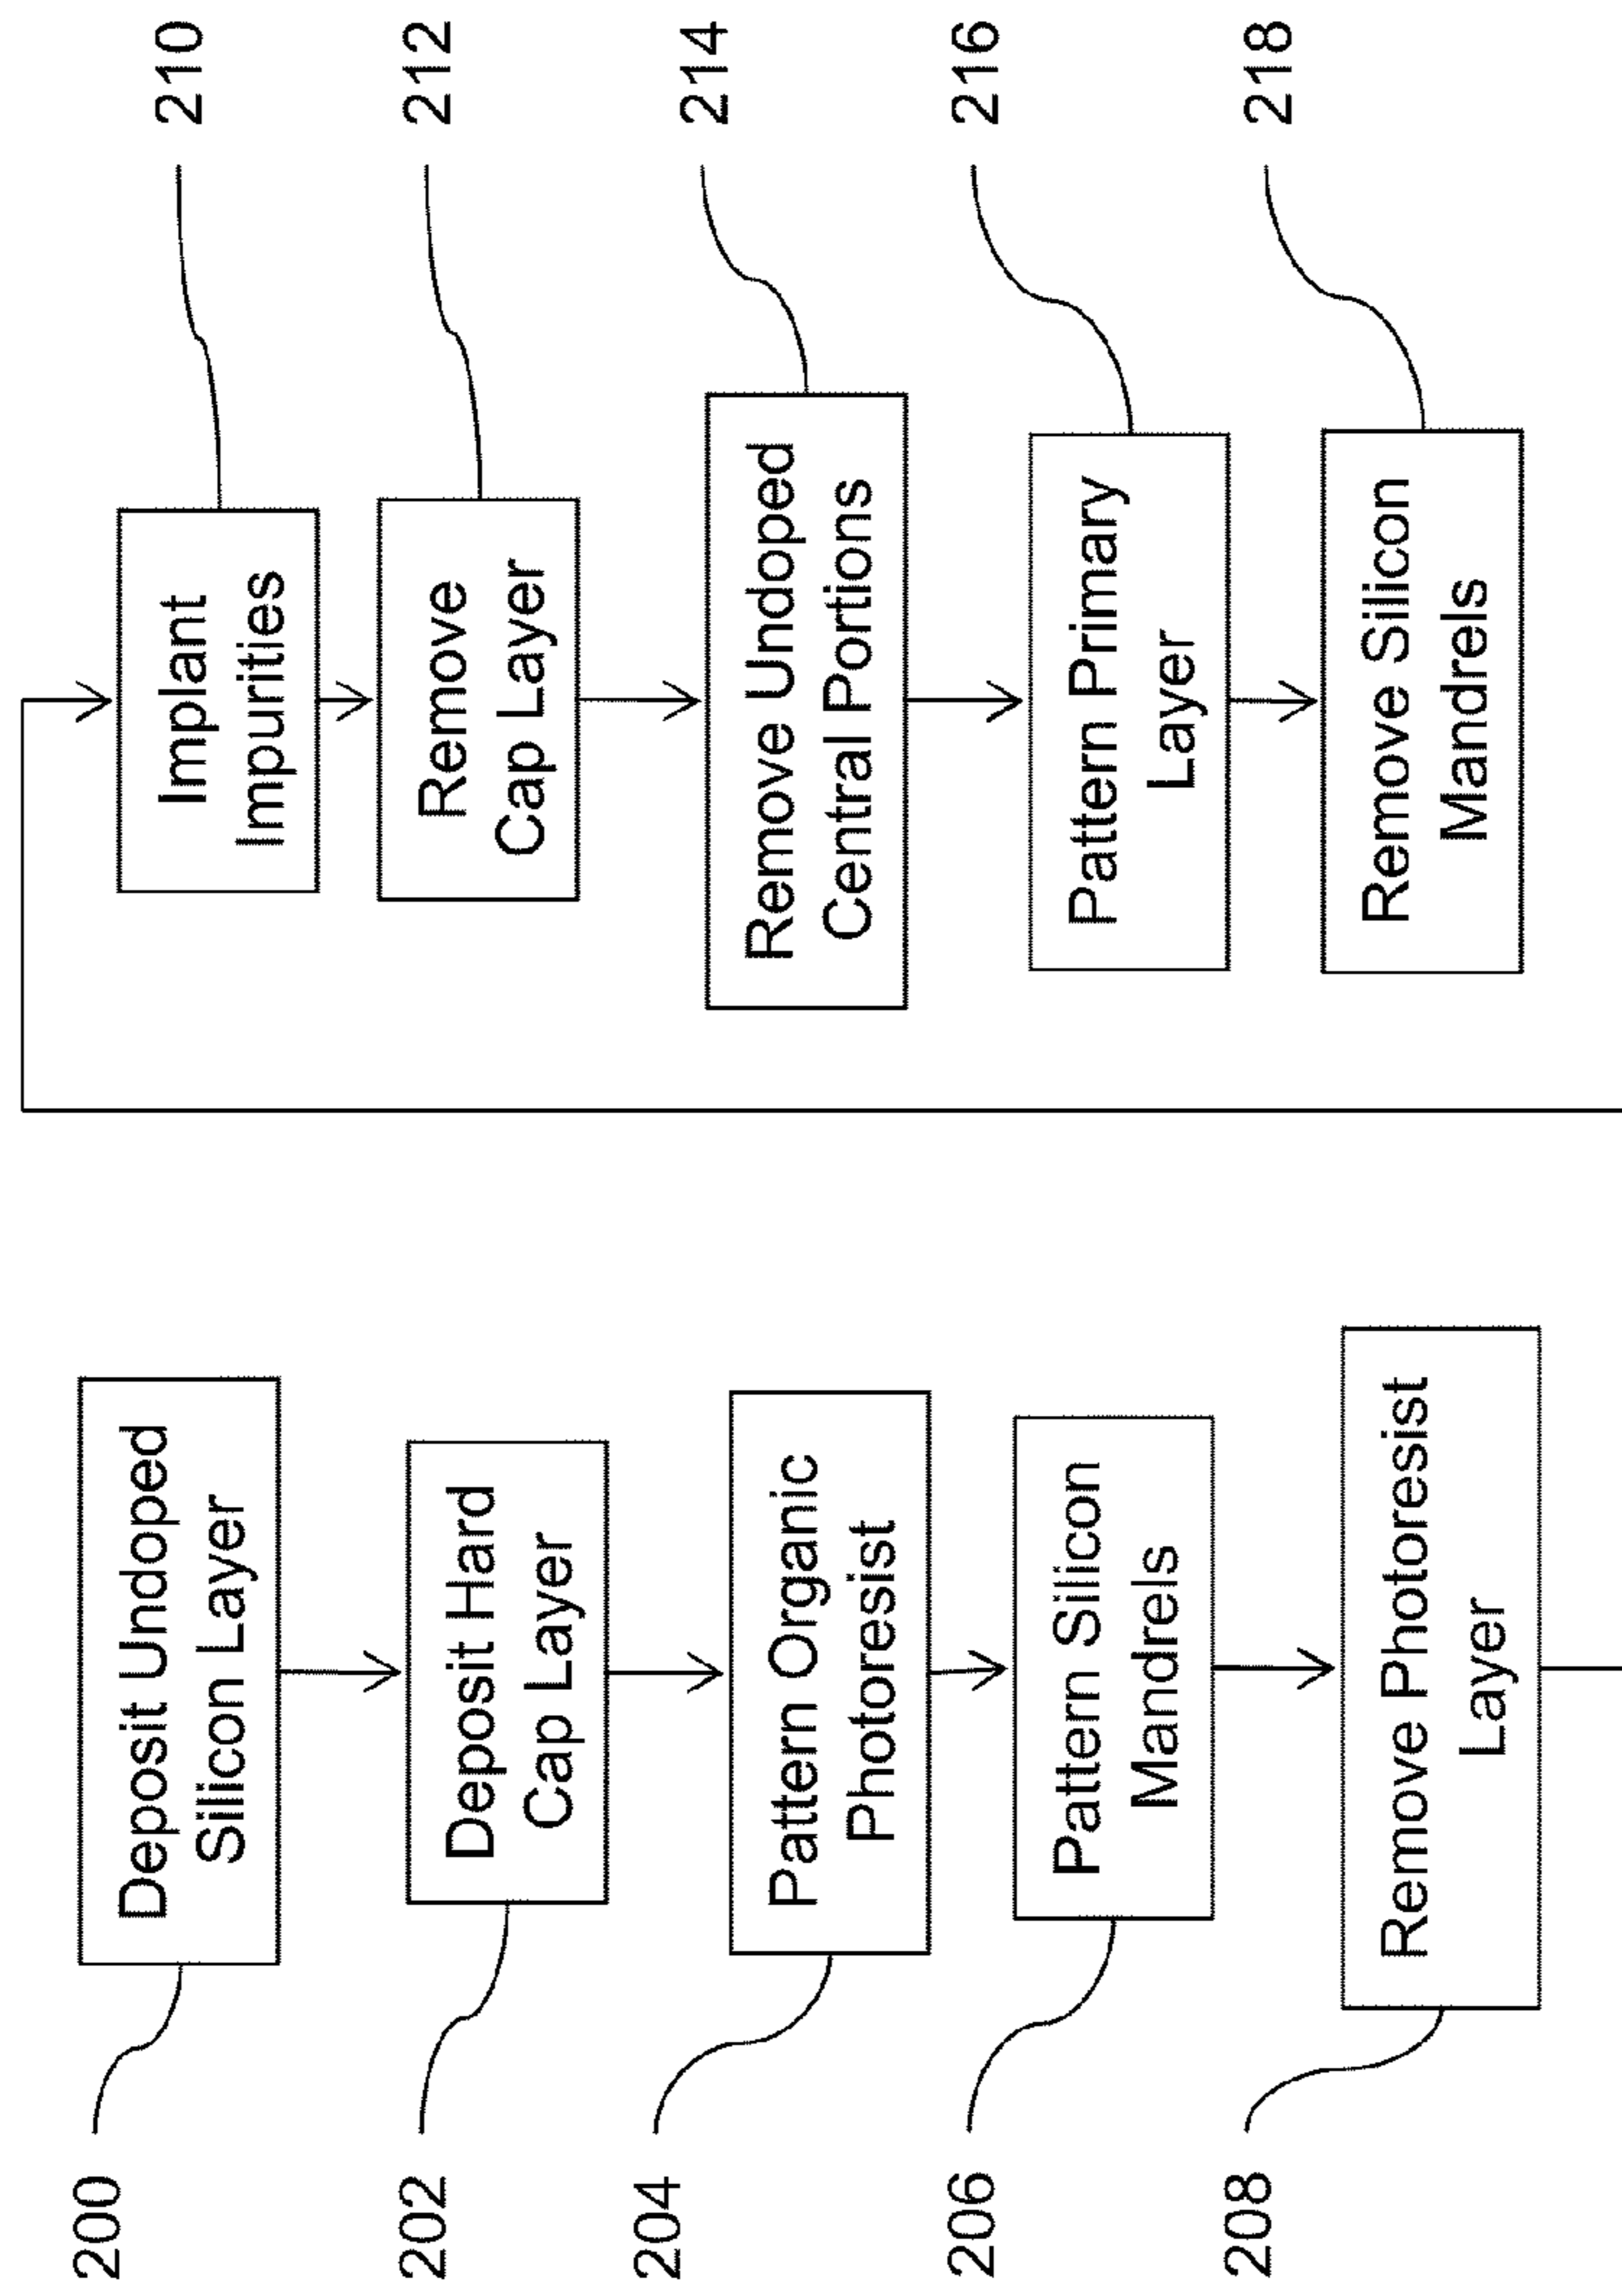 200
Deposit Undoped
Silicon Layer
202
Deposit Hard
Cap Layer
204
Pattern Organic
Photoresist
206
Pattern Silicon
Mandrels
208
Remove Photoresist
Layer
210
Implant
Impurities
212
Remove
Cap Layer
214
Remove Undoped
Central Portions
216
Pattern Primary
Layer
218
Remove Silicon
Mandrels